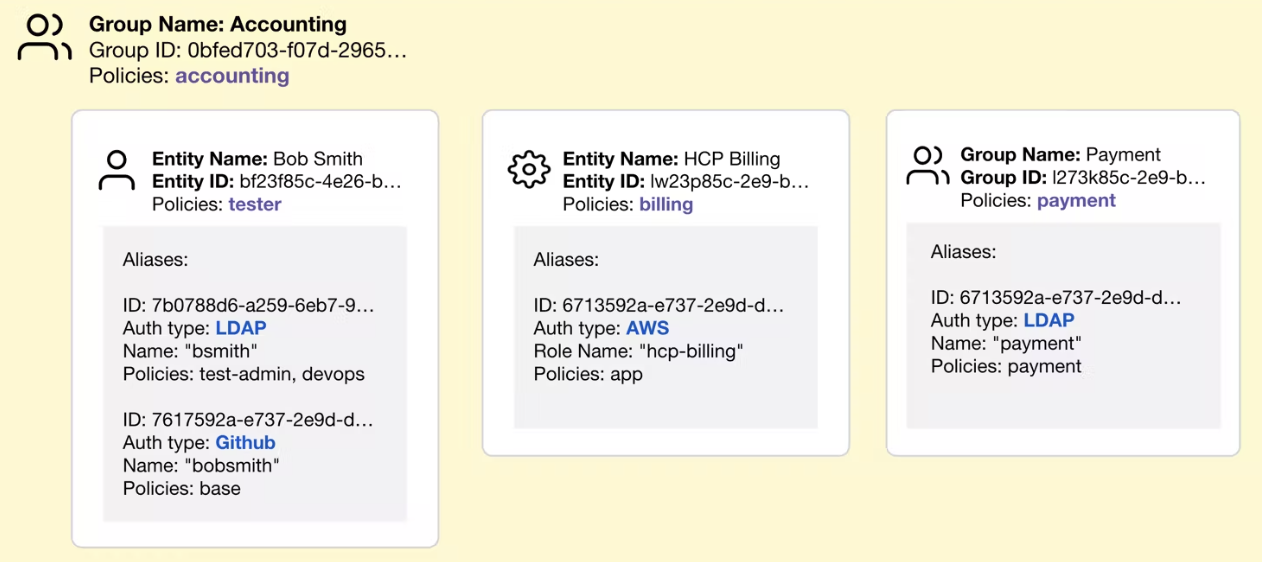 Group Name: Accounting
Group ID: 0bfed703-f07d-2965...
Policies: accounting
Entity Name: Bob Smith
Entity ID: bf23f85c-4e26-b...
Policies: tester
Aliases:
ID: 7b0788d6-a259-6eb7-9...
Auth type: LDAP
Name: "bsmith"
Policies: test-admin, devops
ID: 7617592a-e737-2e9d-d...
Auth type: Github
Name: "bobsmith"
Policies: base
Entity Name: HCP Billing
Entity ID: lw23p85c-2e9-b...
Policies: billing
Aliases:
ID: 6713592a-e737-2e9d-d...
Auth type: AWS
Role Name: "hcp-billing"
Policies: app
Group Name: Payment
Group ID: l273k85c-2e9-b...
Policies: payment
Aliases:
ID: 6713592a-e737-2e9d-d...
Auth type: LDAP
Name: "payment"
Policies: payment